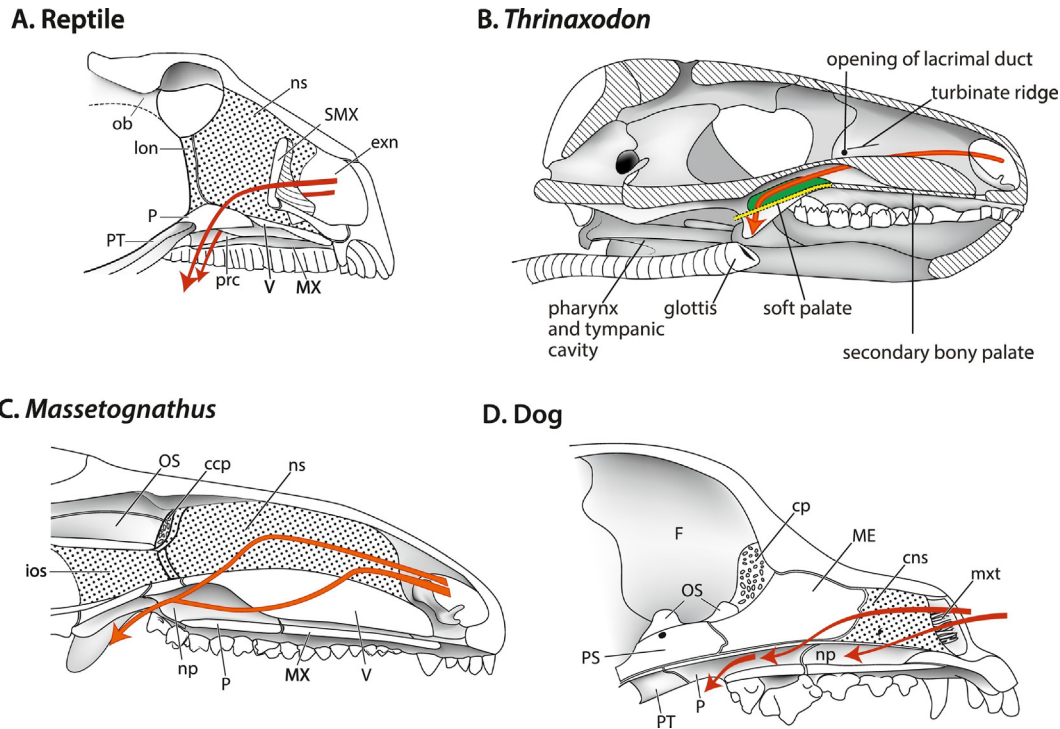 A. Reptile
ns
SMX
exn
ob
lon
P
PT
prc
V
MX
B. Thrinaxodon
opening of lacrimal duct
turbinate ridge
pharynx
and tympanic
cavity
glottis
soft palate
secondary bony palate
C. Massetognathus
OS
ccp
ns
ios
np
P
MX
V
D. Dog
cp
F
ME
cns
mxt
OS
PS
np
PT
P